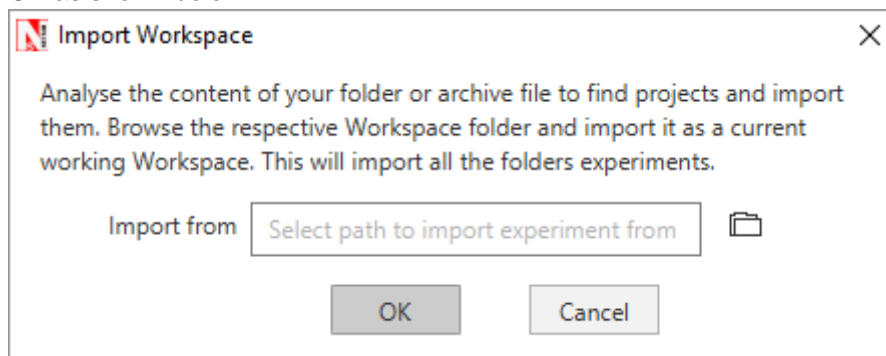 Import Workspace
Analyse the content of your folder or archive file to find projects and import
them. Browse the respective Workspace folder and import it as a current
working Workspace. This will import all the folders experiments.
Import from Select path to import experiment from
OK Cancel